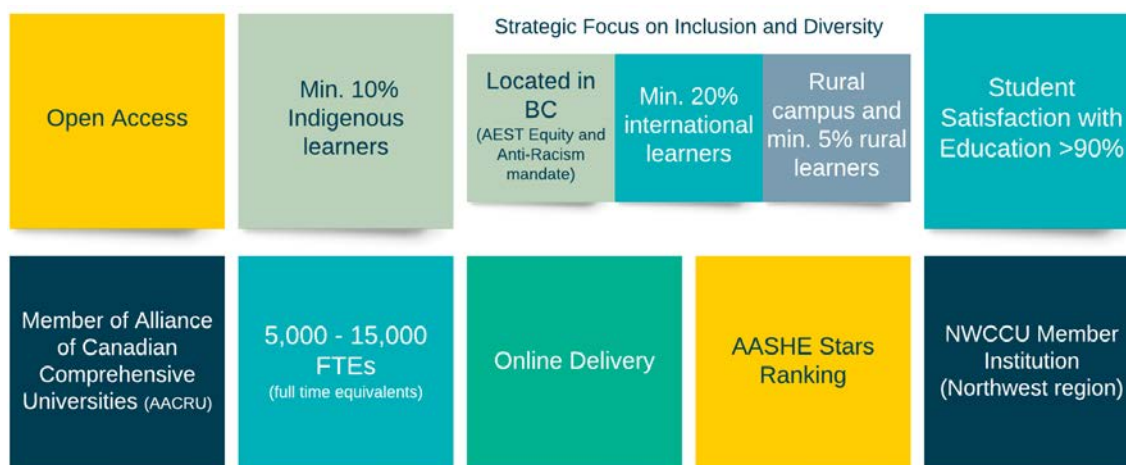 Strategic Focus on Inclusion and Diversity
Open Access
Min. 10%
Indigenous
learners
Located in
BC
(AEST Equity and
Anti-Racism
mandate)
Min. 20%
international
learners
Rural
campus and
min. 5% rural
learners
Student
Satisfaction with
Education >90%
Member of Alliance
of Canadian
Comprehensive
Universities (AACRU)
5,000 - 15,000
FTEs
(full time equivalents)
Online Delivery
AASHE Stars
Ranking
NWCCU Member
Institution
(Northwest region)